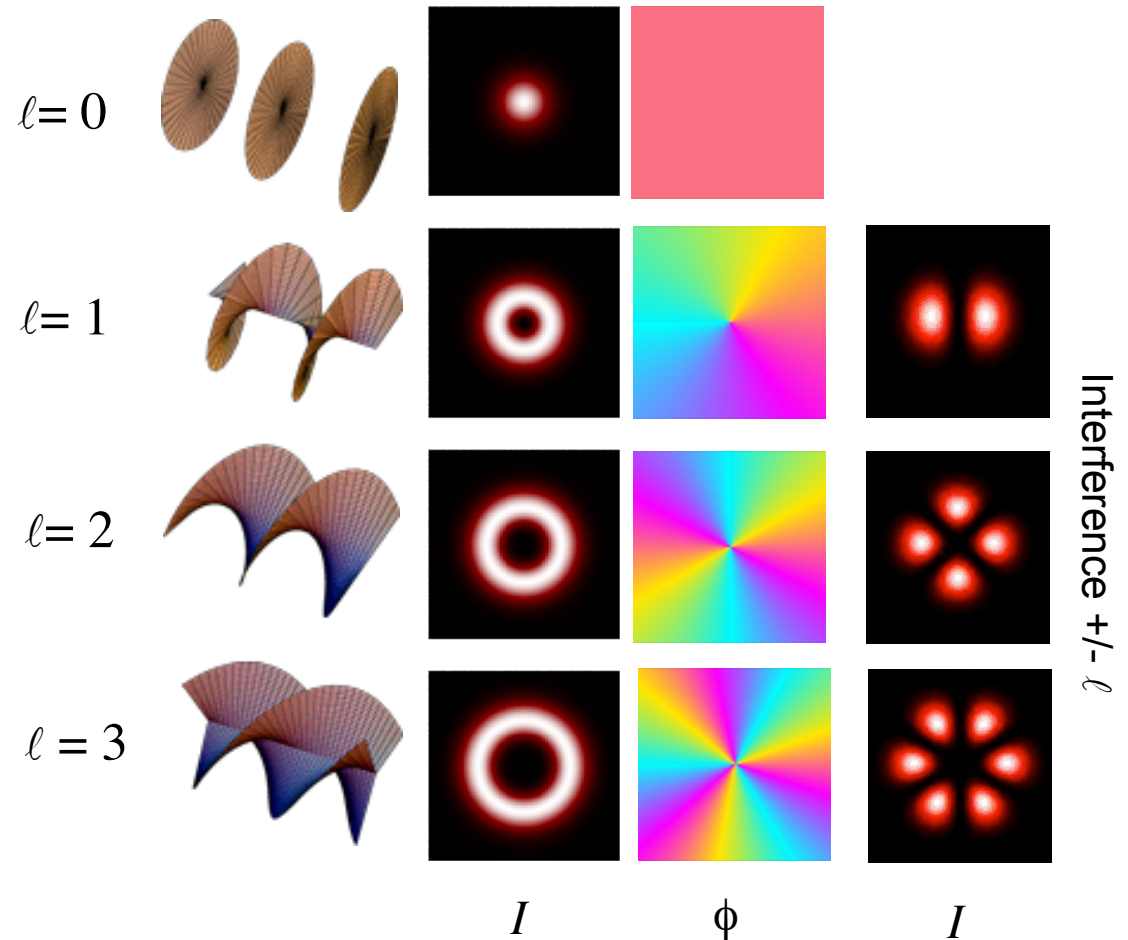 ℓ= 0
ℓ= 1
ℓ= 2
ℓ = 3
I
ϕ
I
Interference +/- ℓ